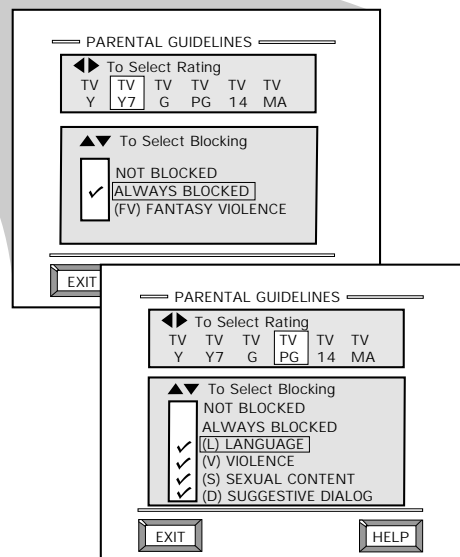 PARENTAL GUIDELINES
◀▶ To Select Rating
TV TV TV TV TV TV
Y Y7 G PG 14 MA
▲▼ To Select Blocking
NOT BLOCKED
✓ ALWAYS BLOCKED
(FV) FANTASY VIOLENCE
EXIT
PARENTAL GUIDELINES
◀▶ To Select Rating
TV TV TV TV TV TV
Y Y7 G PG 14 MA
▲▼ To Select Blocking
NOT BLOCKED
ALWAYS BLOCKED
✓ (L) LANGUAGE
✓ (V) VIOLENCE
✓ (S) SEXUAL CONTENT
✓ (D) SUGGESTIVE DIALOG
EXIT HELP